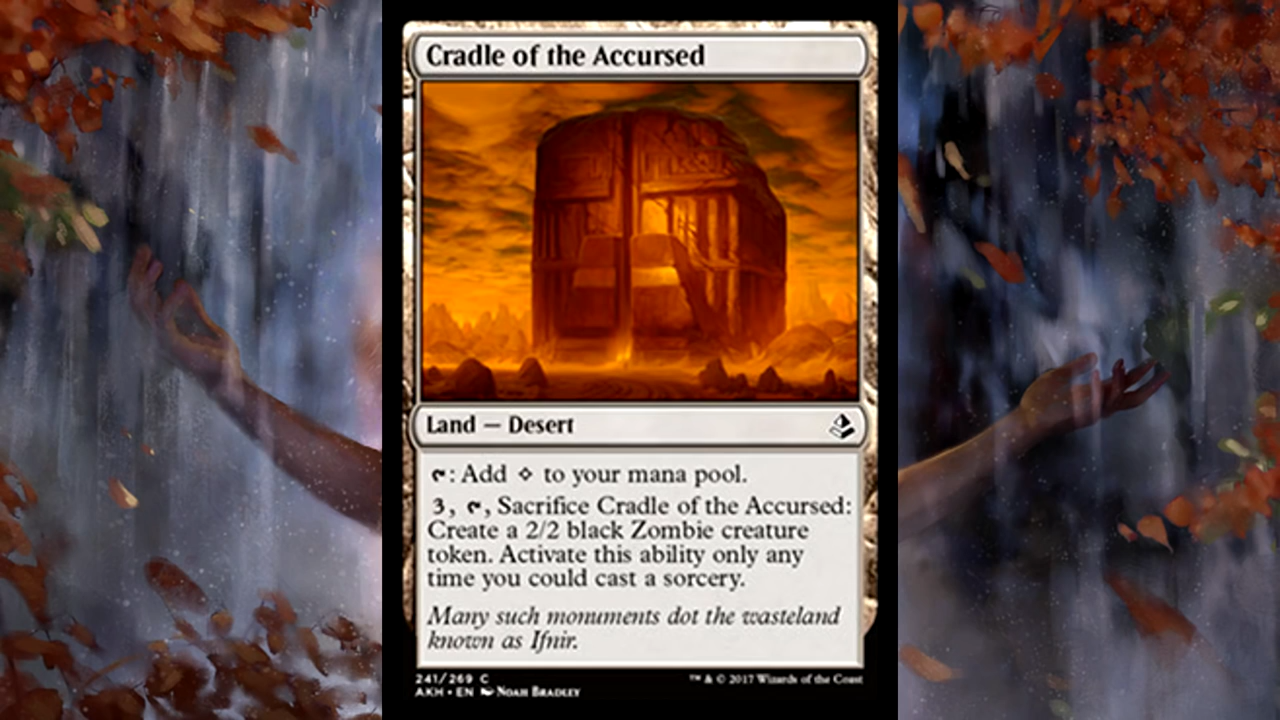 Cradle of the Accursed
Land — Desert
: Add to your mana pool.
3, , Sacrifice Cradle of the Accursed:
Create a 2/2 black Zombie creature
token. Activate this ability only any
time you could cast a sorcery.
Many such monuments dot the wasteland
known as Ifnir.
241/269 C
AKH • EN Noah Bradley
™ & © 2017 Wizards of the Coast